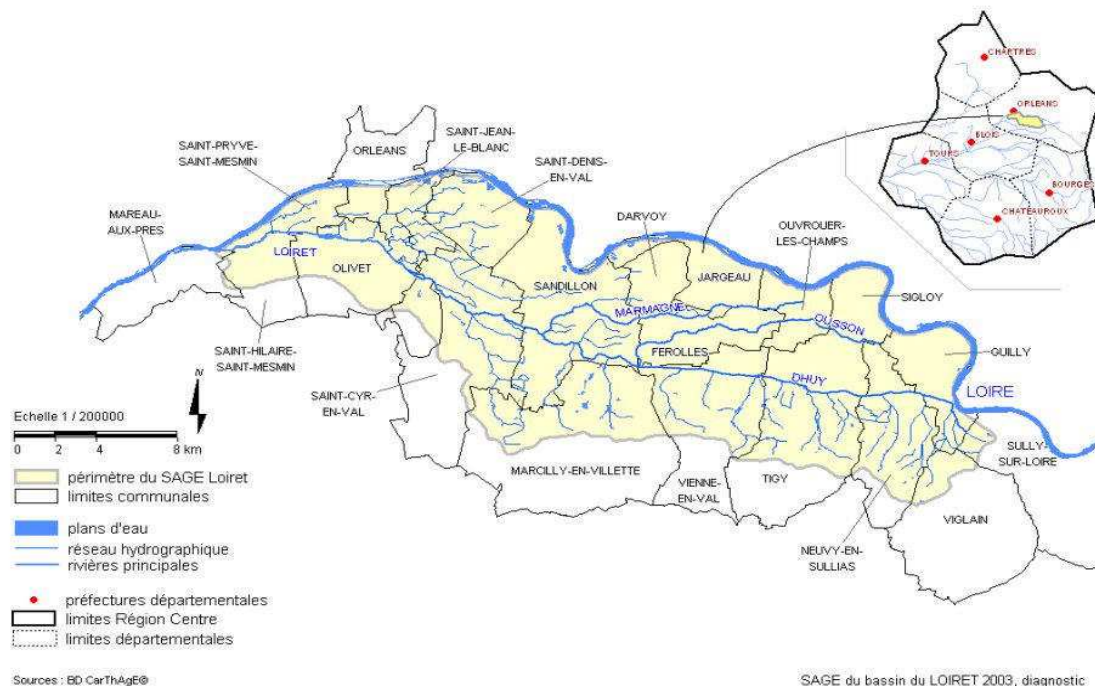 CHARTRES
ORLEANS
BLOIS
TOURS
BOURGES
CHATEAUROUX
SAINT-PRYVE-
SAINT-MESMIN
ORLEANS
SAINT-JEAN-
LE-BLANC
SAINT-DENIS-
EN-VAL
MAREAU-
AUX-PRES
DARVOY
OUVROUER-
LES-CHAMPS
LOIRET
OLIVET
SANDILLON
JARGEAU
SIGLOY
MARMAGNE
OUSSON
SAINT-HILAIRE-
SAINT-MESMIN
FEROLLES
GUILLY
DHUY
LOIRE
SAINT-CYR-
EN-VAL
N
Echelle 1 / 200000
0 2 4 8 km
SULLY-
SUR-LOIRE
MARCILLY-EN-VILLETTE
VIENNE-
EN-VAL
TIGY
VIGLAIN
NEUVY-EN-
SULLIAS
périmètre du SAGE Loiret
limites communales
plans d'eau
réseau hydrographique
rivières principales
préfectures départementales
limites Région Centre
limites départementales
Sources : BD CarThAgE©
SAGE du bassin du LOIRET 2003, diagnostic